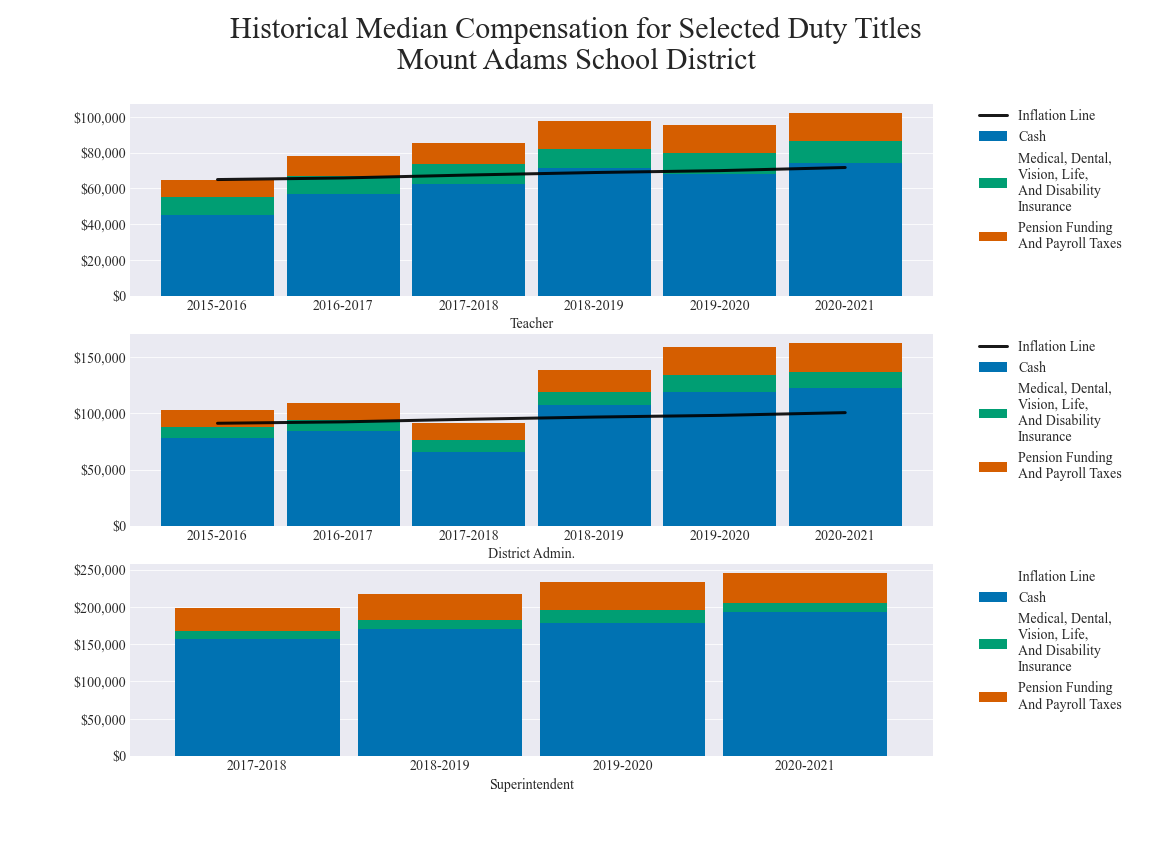 Historical Median Compensation for Selected Duty Titles
Mount Adams School District
$100,000
$80,000
$60,000
$40,000
$20,000
$0
2015-2016 2016-2017 2017-2018 2018-2019 2019-2020 2020-2021
Teacher
Inflation Line
Cash
Medical, Dental,
Vision, Life,
And Disability
Insurance
Pension Funding
And Payroll Taxes
$150,000
$100,000
$50,000
$0
2015-2016 2016-2017 2017-2018 2018-2019 2019-2020 2020-2021
District Admin.
Inflation Line
Cash
Medical, Dental,
Vision, Life,
And Disability
Insurance
Pension Funding
And Payroll Taxes
$250,000
$200,000
$150,000
$100,000
$50,000
$0
2017-2018 2018-2019 2019-2020 2020-2021
Superintendent
Inflation Line
Cash
Medical, Dental,
Vision, Life,
And Disability
Insurance
Pension Funding
And Payroll Taxes